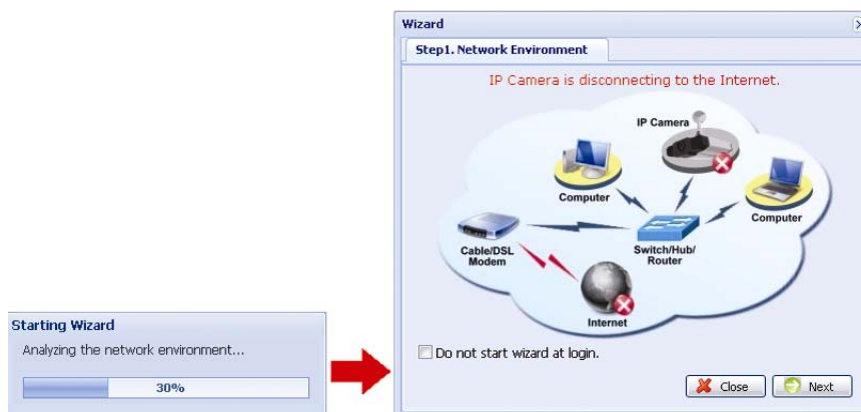 Starting Wizard
Analyzing the network environment...
30%
Wizard
Step1. Network Environment
IP Camera is disconnecting to the Internet.
IP Camera
Computer
Computer
Cable/DSL
Modem
Switch/Hub/
Router
Internet
Do not start wizard at login.
Close
Next